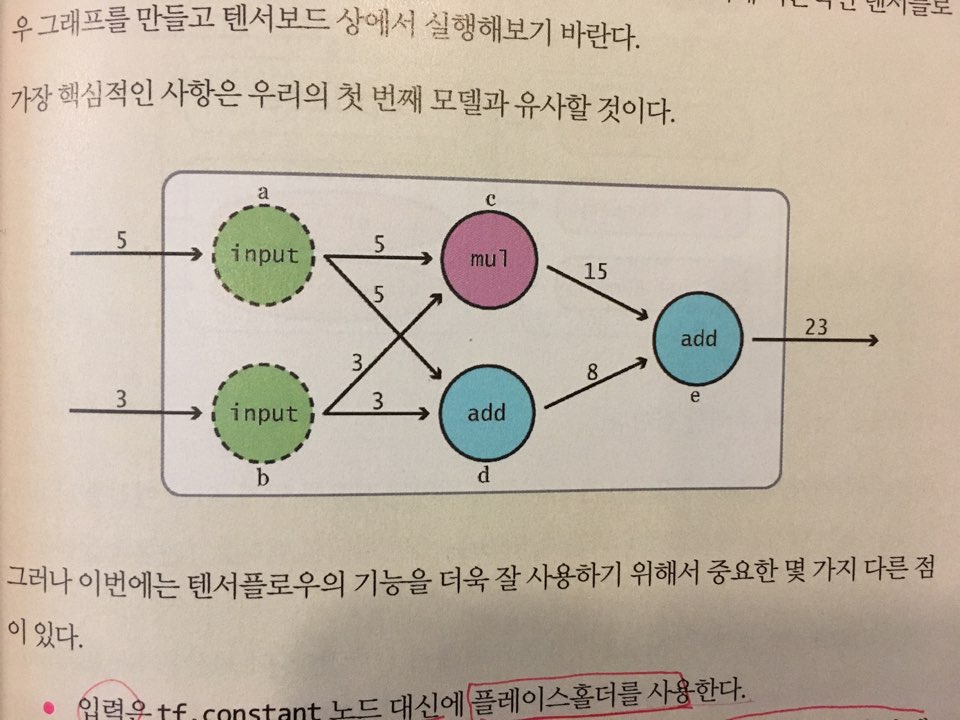 텐서플로
우 그래프를 만들고 텐서보드 상에서 실행해보기 바란다.
가장 핵심적인 사항은 우리의 첫 번째 모델과 유사할 것이다.
a
c
5
input
5
mul
15
5
add
23
3
8
e
3
input
3
add
b
d
그러나 이번에는 텐서플로우의 기능을 더욱 잘 사용하기 위해서 중요한 몇 가지 다른 점
이 있다.
• 입력은 tf.constant 노드 대신에 플레이스홀더를 사용한다.